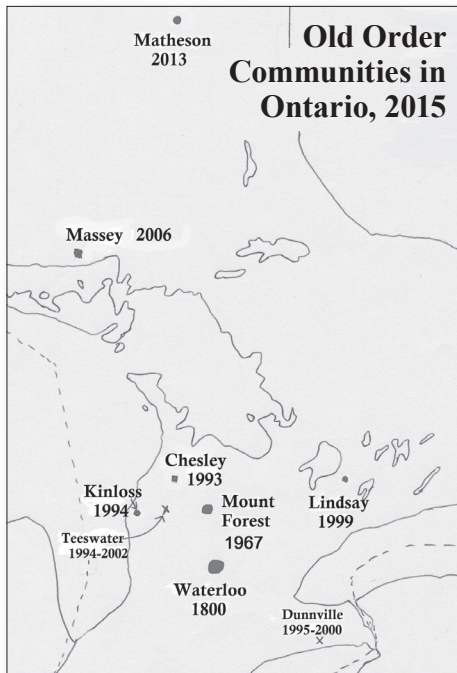 Old Order
Communities in
Ontario, 2015
Matheson
2013
Massey 2006
Chesley
1993
Kinloss
1994
Mount
Forest
1967
Lindsay
1999
Teeswater
1994-2002
Waterloo
1800
Dunnville
1995-2000